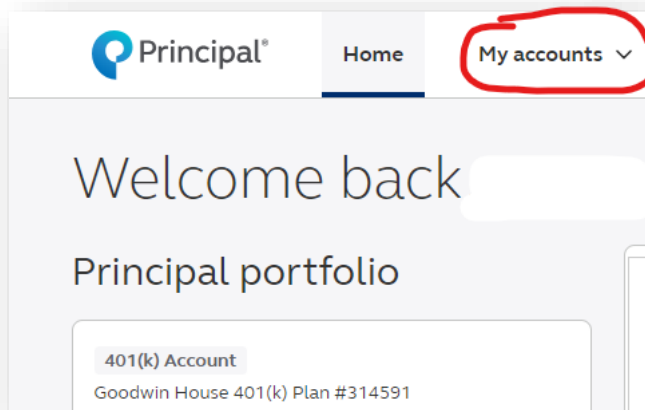 Principal®
Home
My accounts
Welcome back
Principal portfolio
401(k) Account
Goodwin House 401(k) Plan #314591